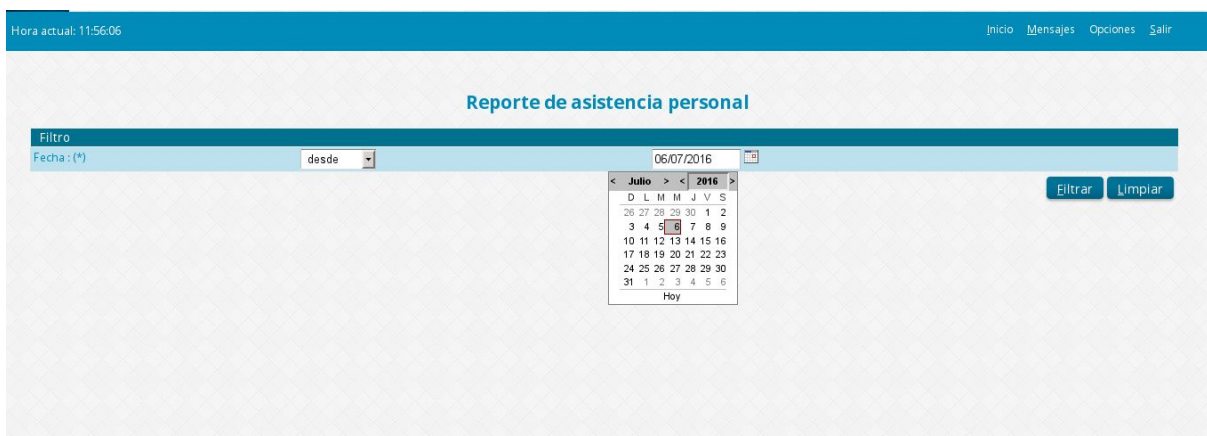 Hora actual: 11:56:06 Inicio Mensajes Opciones Salir
Reporte de asistencia personal
Filtro
Fecha : (*) desde 06/07/2016
< Julio > < 2016 >
D L M M J V S
26 27 28 29 30 1 2
3 4 5 6 7 8 9
10 11 12 13 14 15 16
17 18 19 20 21 22 23
24 25 26 27 28 29 30
31 1 2 3 4 5 6
Hoy
Filtrar Limpiar